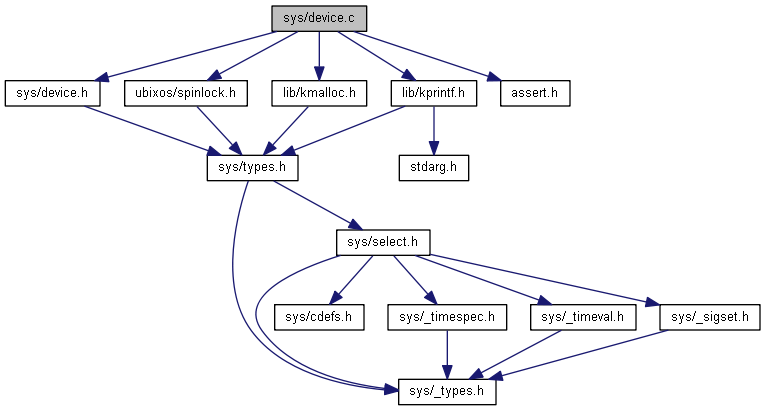 sys/device.c
sys/device.h
ubixos/spinlock.h
lib/kmalloc.h
lib/kprintf.h
assert.h
sys/types.h
stdarg.h
sys/select.h
sys/cdefs.h
sys/_timespec.h
sys/_timeval.h
sys/_sigset.h
sys/_types.h